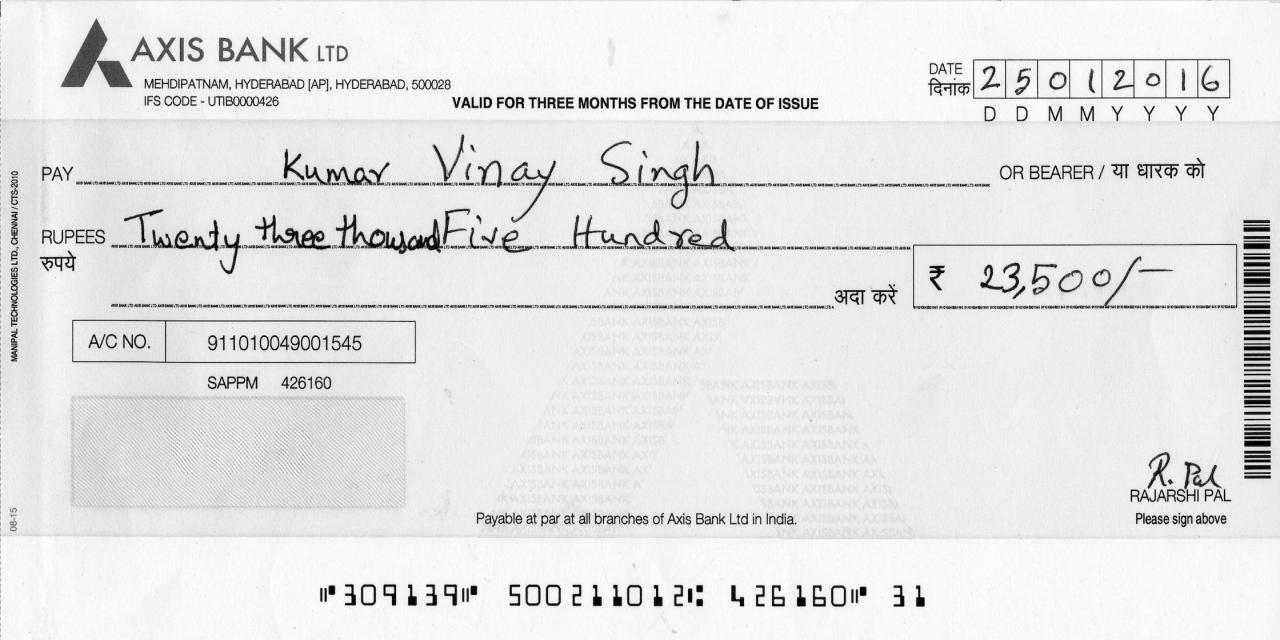 AXIS BANK LTD
MEHDIPATNAM, HYDERABAD [AP], HYDERABAD, 500028
IFS CODE - UTIB0000426
VALID FOR THREE MONTHS FROM THE DATE OF ISSUE
DATE
दिनांक
2 5 0 1 2 0 1 6
D D M M Y Y Y Y
PAY Kumar Vinay Singh OR BEARER / या धारक को
RUPEES Twenty three thousand Five Hundred
रुपये
अदा करें ₹ 23,500/-
A/C NO. 911010049001545
SAPPM 426160
R. Pal
RAJARSHI PAL
Please sign above
Payable at par at all branches of Axis Bank Ltd in India.
MANIPAL TECHNOLOGIES LTD, CHENNAI / CTS-2010
08-15
⑈309139⑈ 500211012⑆ 426160⑈ 31